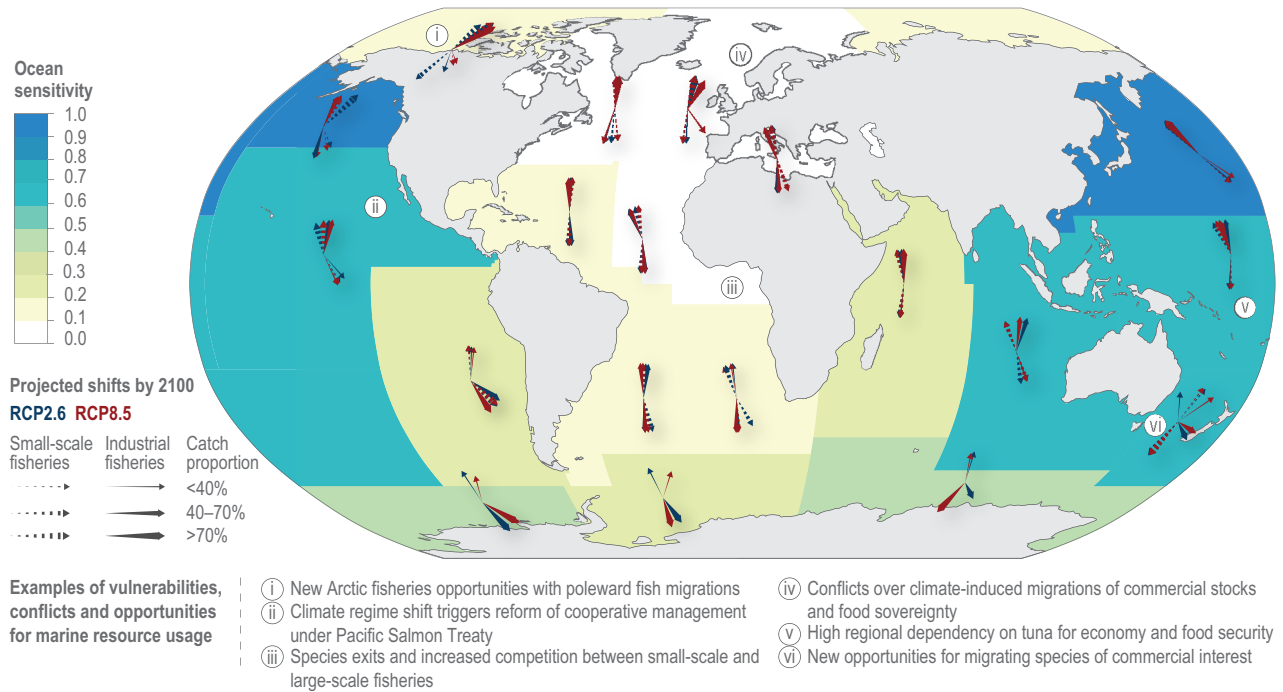 Ocean
sensitivity
1.0
0.9
0.8
0.7
0.6
0.5
0.4
0.3
0.2
0.1
0.0
Projected shifts by 2100
RCP2.6 RCP8.5
Small-scale
fisheries
Industrial
fisheries
Catch
proportion
<40%
40–70%
>70%
i
ii
iii
iv
v
vi
Examples of vulnerabilities,
conflicts and opportunities
for marine resource usage
i New Arctic fisheries opportunities with poleward fish migrations
ii Climate regime shift triggers reform of cooperative management
under Pacific Salmon Treaty
iii Species exits and increased competition between small-scale and
large-scale fisheries
iv Conflicts over climate-induced migrations of commercial stocks
and food sovergnty
v High regional dependency on tuna for economy and food security
vi New opportunities for migrating species of commercial interest